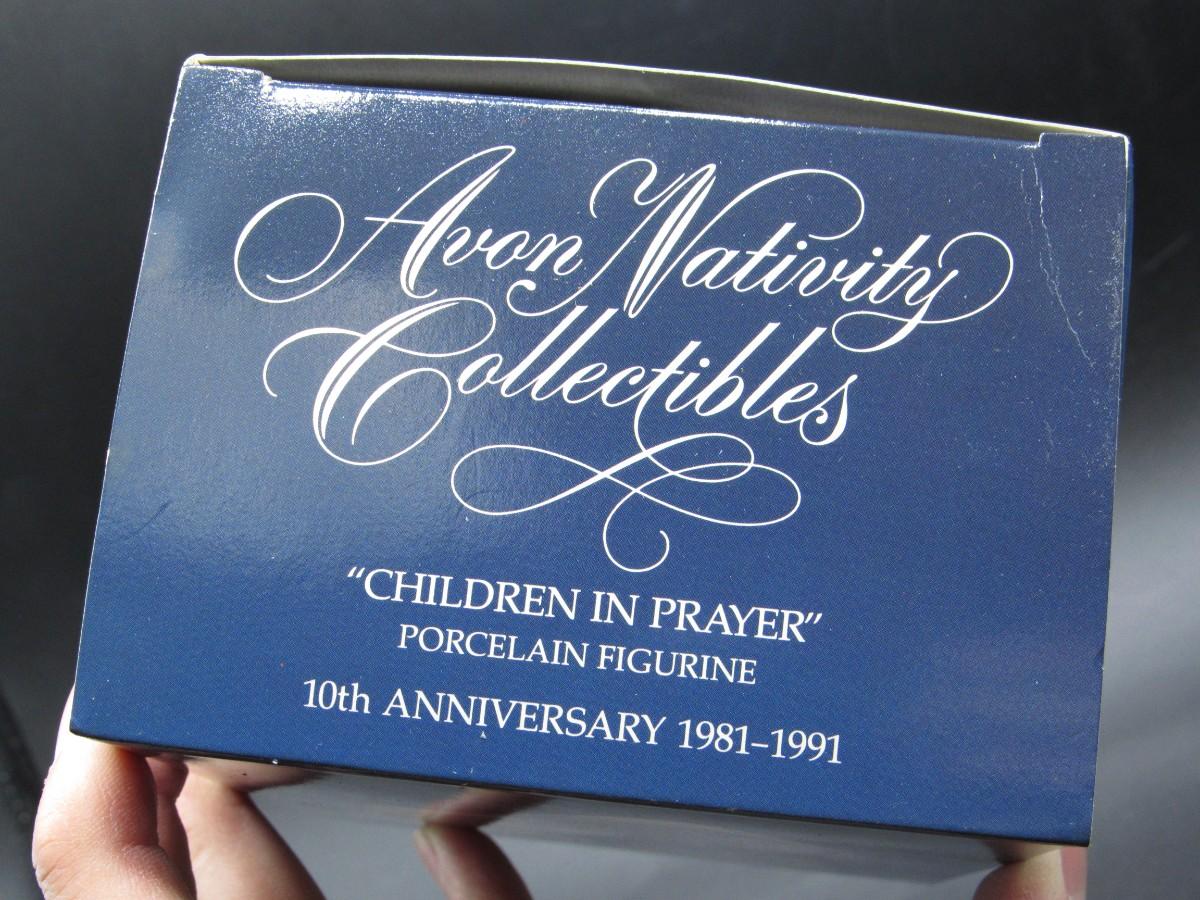 Avon Nativity
Collectibles
“CHILDREN IN PRAYER”
PORCELAIN FIGURINE
10th ANNIVERSARY 1981–1991